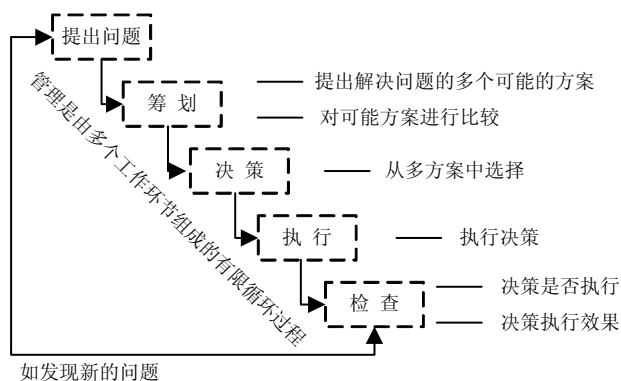 提出问题
筹 划
提出解决问题的多个可能的方案
对可能方案进行比较
决 策
从多方案中选择
执 行
执行决策
检 查
决策是否执行
决策执行效果
管理是由多个工作环节组成的有限循环过程
如发现新的问题